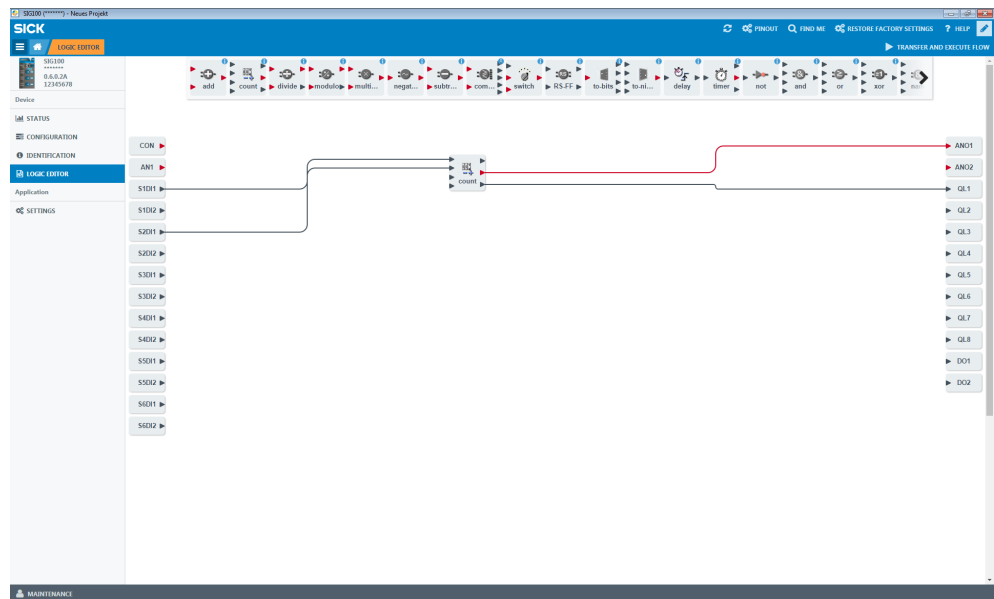 SIG100 (*******) - Neues Projekt
SICK
PINOUT
FIND ME
RESTORE FACTORY SETTINGS
? HELP
LOGIC EDITOR
TRANSFER AND EXECUTE FLOW
SIG100
*******
0.6.0.2A
12345678
add
count
divide
modulo
multi...
negat...
subtr...
com...
switch
RS-FF
to-bits
to-ni...
delay
timer
not
and
or
xor
Device
STATUS
CONFIGURATION
IDENTIFICATION
LOGIC EDITOR
Application
SETTINGS
CON
AN1
S1DI1
S1DI2
S2DI1
S2DI2
S3DI1
S3DI2
S4DI1
S4DI2
S5DI1
S5DI2
S6DI1
S6DI2
1234
count
ANO1
ANO2
QL1
QL2
QL3
QL4
QL5
QL6
QL7
QL8
DO1
DO2
MAINTENANCE